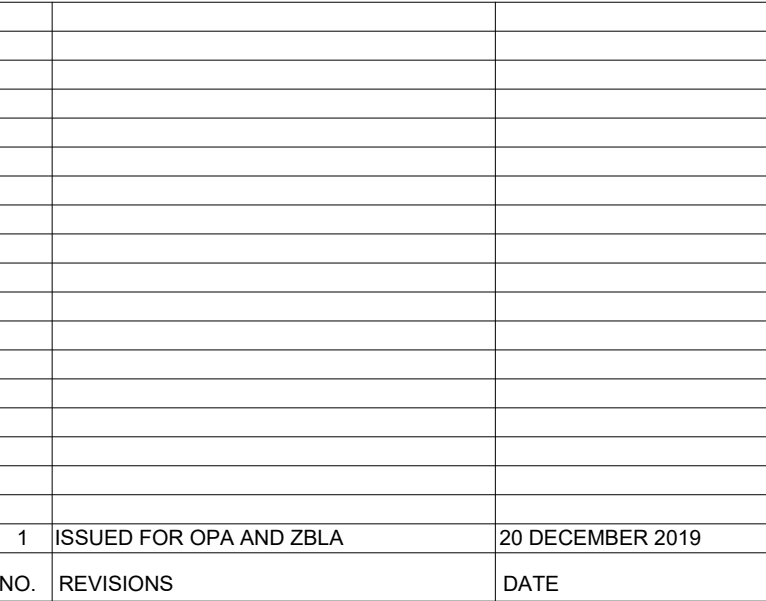 1 ISSUED FOR OPA AND ZBLA 20 DECEMBER 2019
NO. REVISIONS DATE